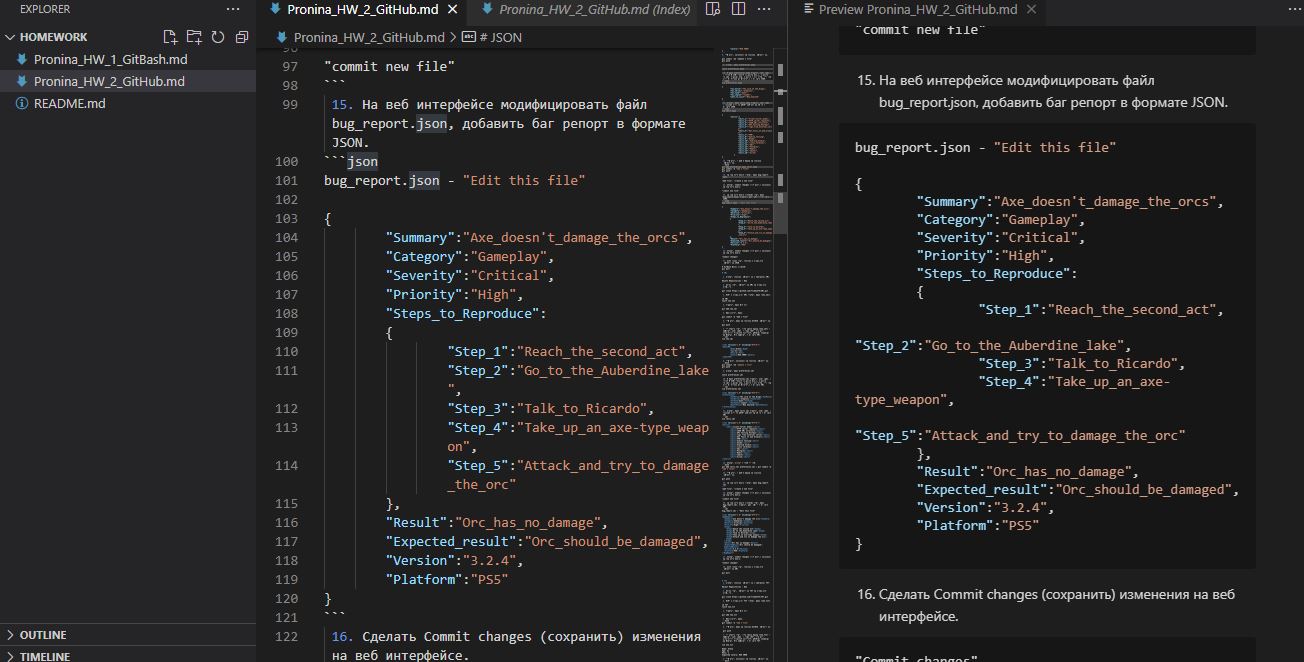 EXPLORER
HOMEWORK
Pronina_HW_1_GitBash.md
Pronina_HW_2_GitHub.md
README.md
OUTLINE
TIMELINE
Pronina_HW_2_GitHub.md
Pronina_HW_2_GitHub.md (Index)
Pronina_HW_2_GitHub.md > # JSON
96
97 "commit new file"
98 ```
99 15. На веб интерфейсе модифицировать файл
bug_report.json, добавить баг репорт в формате
JSON.
100 ```json
101 bug_report.json - "Edit this file"
102
103 {
104 "Summary":"Axe_doesn't_damage_the_orcs",
105 "Category":"Gameplay",
106 "Severity":"Critical",
107 "Priority":"High",
108 "Steps_to_Reproduce":
109 {
110 "Step_1":"Reach_the_second_act",
111 "Step_2":"Go_to_the_Auberdine_lake
",
112 "Step_3":"Talk_to_Ricardo",
113 "Step_4":"Take_up_an_axe-type_weap
on",
114 "Step_5":"Attack_and_try_to_damage
_the_orc"
115 },
116 "Result":"Orc_has_no_damage",
117 "Expected_result":"Orc_should_be_damaged",
118 "Version":"3.2.4",
119 "Platform":"PS5"
120 }
121 ```
122 16. Сделать Commit changes (сохранить) изменения
на веб интерфейсе.
Preview Pronina_HW_2_GitHub.md
"commit new file"
15. На веб интерфейсе модифицировать файл
bug_report.json, добавить баг репорт в формате JSON.
bug_report.json - "Edit this file"
{
"Summary":"Axe_doesn't_damage_the_orcs",
"Category":"Gameplay",
"Severity":"Critical",
"Priority":"High",
"Steps_to_Reproduce":
{
"Step_1":"Reach_the_second_act",
"Step_2":"Go_to_the_Auberdine_lake",
"Step_3":"Talk_to_Ricardo",
"Step_4":"Take_up_an_axe-
type_weapon",
"Step_5":"Attack_and_try_to_damage_the_orc"
},
"Result":"Orc_has_no_damage",
"Expected_result":"Orc_should_be_damaged",
"Version":"3.2.4",
"Platform":"PS5"
}
16. Сделать Commit changes (сохранить) изменения на веб
интерфейсе.
"Commit changes"